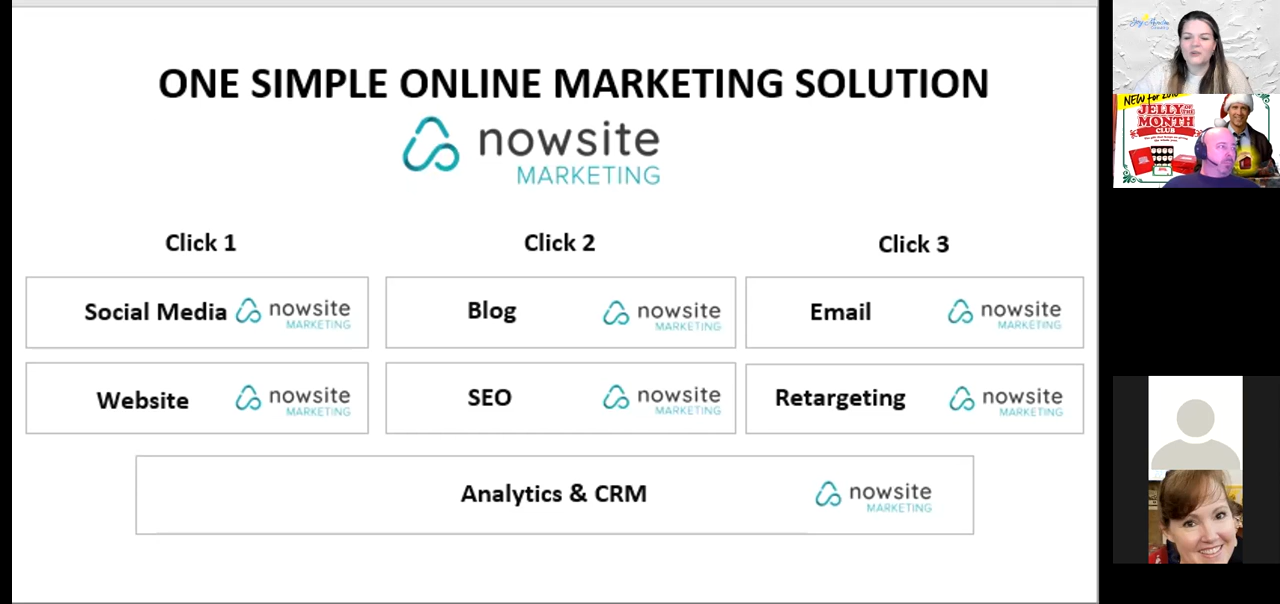 ONE SIMPLE ONLINE MARKETING SOLUTION
nowsite
MARKETING
Click 1
Click 2
Click 3
Social Media nowsite
MARKETING
Blog nowsite
MARKETING
Email nowsite
MARKETING
Website nowsite
MARKETING
SEO nowsite
MARKETING
Retargeting nowsite
MARKETING
Analytics & CRM nowsite
MARKETING
NEW for
JELLY
OF THE
MONTH
CLUB